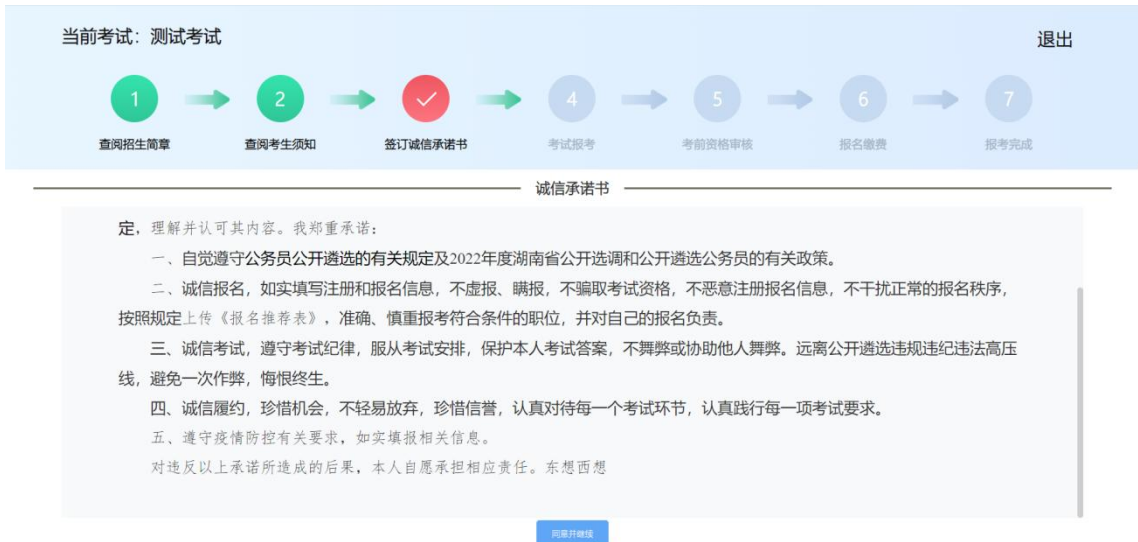 当前考试：测试考试
退出
1
2
4
5
6
7
查阅招生简章
查阅考生须知
签订诚信承诺书
考试报考
考前资格审核
报名缴费
报考完成
诚信承诺书
定，理解并认可其内容。我郑重承诺：
一、自觉遵守公务员公开遴选的有关规定及2022年度湖南省公开选调和公开遴选公务员的有关政策。
二、诚信报名，如实填写注册和报名信息，不虚报、瞒报，不骗取考试资格，不恶意注册报名信息，不干扰正常的报名秩序，
按照规定上传《报名推荐表》，准确、慎重报考符合条件的职位，并对自己的报名负责。
三、诚信考试，遵守考试纪律，服从考试安排，保护本人考试答案，不舞弊或协助他人舞弊。远离公开遴选违规违纪违法高压
线，避免一次作弊，悔恨终生。
四、诚信履约，珍惜机会，不轻易放弃，珍惜信誉，认真对待每一个考试环节，认真践行每一项考试要求。
五、遵守疫情防控有关要求，如实填报相关信息。
对违反以上承诺所造成的后果，本人自愿承担相应责任。东想西想
同意并继续